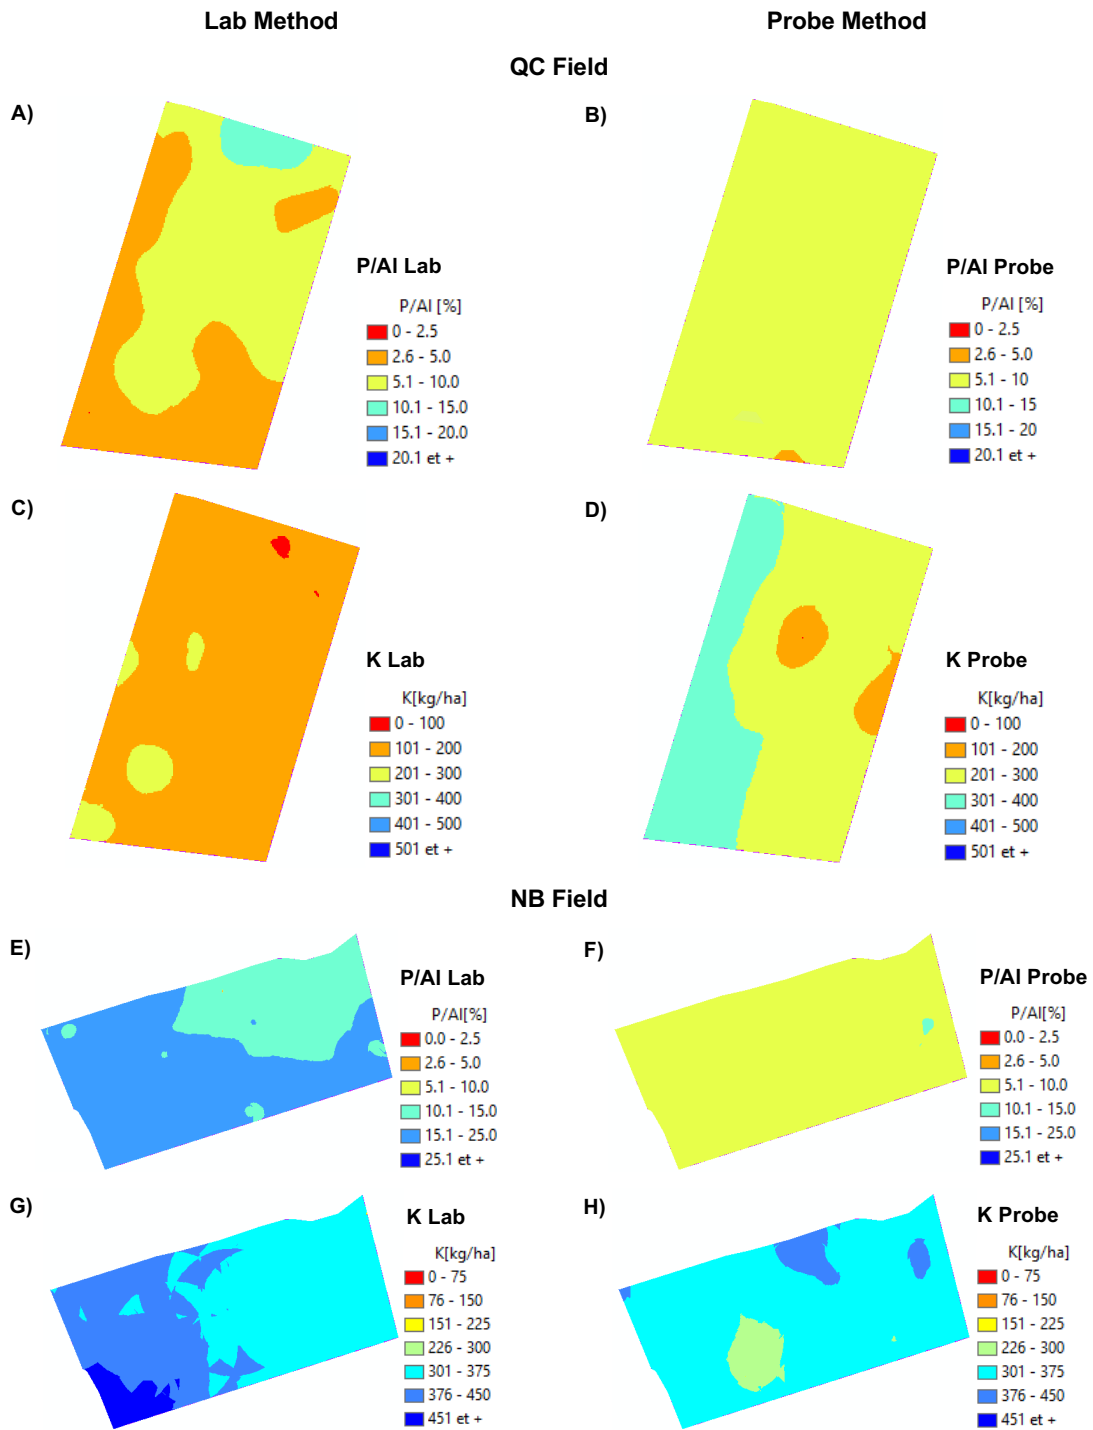 Lab Method
Probe Method
QC Field
A)
B)
P/Al Lab
P/Al [%]
0 - 2.5
2.6 - 5.0
5.1 - 10.0
10.1 - 15.0
15.1 - 20.0
20.1 et +
P/Al Probe
P/Al [%]
0 - 2.5
2.6 - 5.0
5.1 - 10
10.1 - 15
15.1 - 20
20.1 et +
C)
D)
K Lab
K[kg/ha]
0 - 100
101 - 200
201 - 300
301 - 400
401 - 500
501 et +
K Probe
K[kg/ha]
0 - 100
101 - 200
201 - 300
301 - 400
401 - 500
501 et +
NB Field
E)
F)
P/Al Lab
P/Al[%]
0.0 - 2.5
2.6 - 5.0
5.1 - 10.0
10.1 - 15.0
15.1 - 25.0
25.1 et +
P/Al Probe
P/Al[%]
0.0 - 2.5
2.6 - 5.0
5.1 - 10.0
10.1 - 15.0
15.1 - 25.0
25.1 et +
G)
H)
K Lab
K[kg/ha]
0 - 75
76 - 150
151 - 225
226 - 300
301 - 375
376 - 450
451 et +
K Probe
K[kg/ha]
0 - 75
76 - 150
151 - 225
226 - 300
301 - 375
376 - 450
451 et +